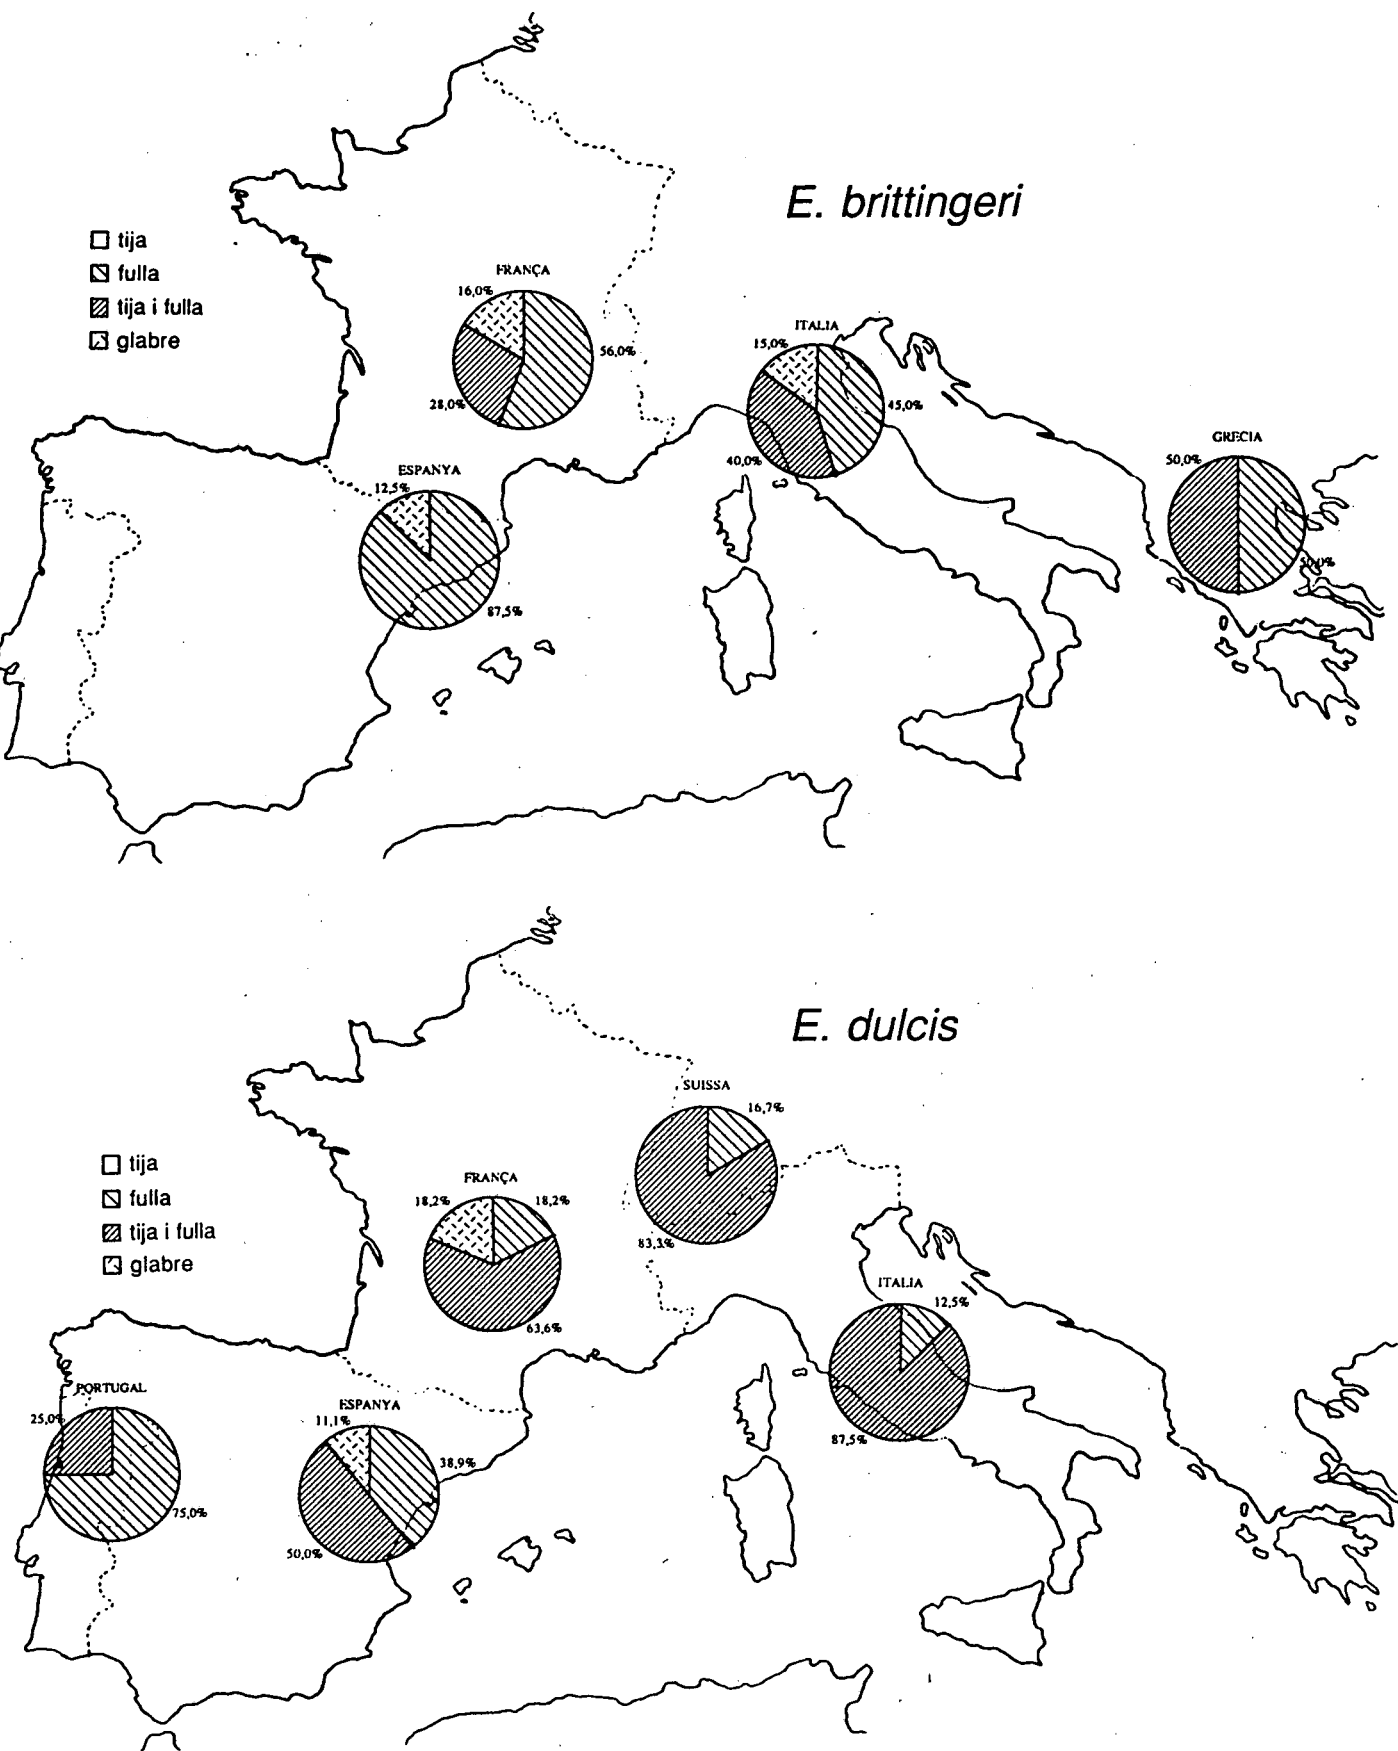 E. brittingeri
tija
fulla
tija i fulla
glabre
FRANÇA
16,0%
56,0%
28,0%
ITALIA
15,0%
45,0%
40,0%
GRECIA
50,0%
50,0%
ESPANYA
12,5%
87,5%
E. dulcis
tija
fulla
tija i fulla
glabre
SUISSA
16,7%
83,3%
FRANÇA
18,2%
18,2%
63,6%
ITALIA
12,5%
87,5%
PORTUGAL
25,0%
75,0%
ESPANYA
11,1%
38,9%
50,0%